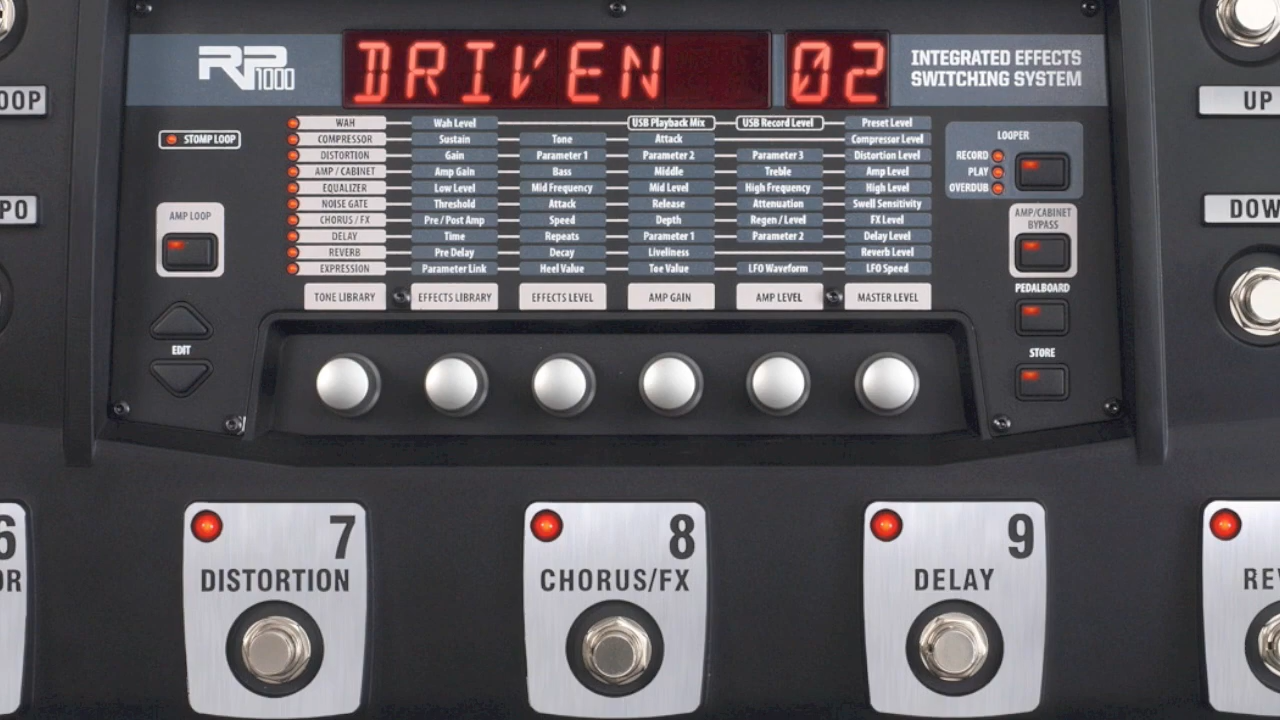 RP1000
DRIVEN 02
INTEGRATED EFFECTS
SWITCHING SYSTEM
OOP
UP
STOMP LOOP
WAH Wah Level USB Playback Mix USB Record Level Preset Level
COMPRESSOR Sustain Tone Attack Compressor Level
DISTORTION Gain Parameter 1 Parameter 2 Parameter 3 Distortion Level
AMP / CABINET Amp Gain Bass Middle Treble Amp Level
EQUALIZER Low Level Mid Frequency Mid Level High Frequency High Level
NOISE GATE Threshold Attack Release Attenuation Swell Sensitivity
CHORUS / FX Pre / Post Amp Speed Depth Regen / Level FX Level
DELAY Time Repeats Parameter 1 Parameter 2 Delay Level
REVERB Pre Delay Decay Liveliness Reverb Level
EXPRESSION Parameter Link Heel Value Toe Value LFO Waveform LFO Speed
TONE LIBRARY EFFECTS LIBRARY EFFECTS LEVEL AMP GAIN AMP LEVEL MASTER LEVEL
LOOPER
RECORD
PLAY
OVERDUB
PO
AMP LOOP
AMP/CABINET
BYPASS
DOW
PEDALBOARD
EDIT
STORE
6
OR
7
DISTORTION
8
CHORUS/FX
9
DELAY
RE